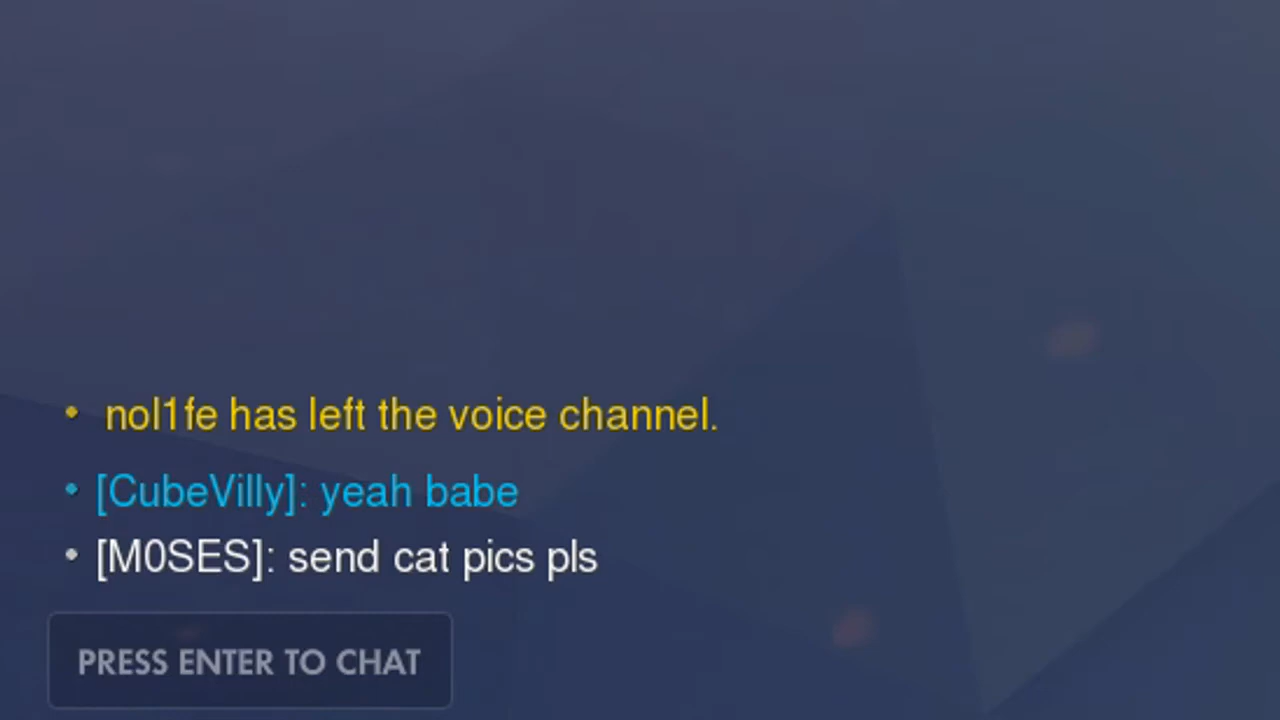 • nol1fe has left the voice channel.
• [CubeVilly]: yeah babe
• [M0SES]: send cat pics pls
PRESS ENTER TO CHAT